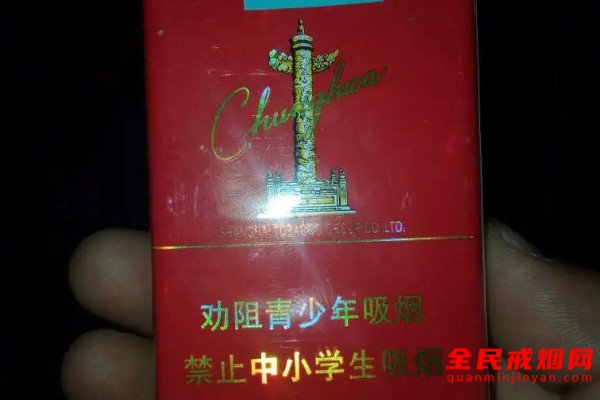 Chunghwa
SHANGHAI TOBACCO GROUP CO.LTD.
劝阻青少年吸烟
禁止中小学生吸烟
全民戒烟网
quanminjieyan.com